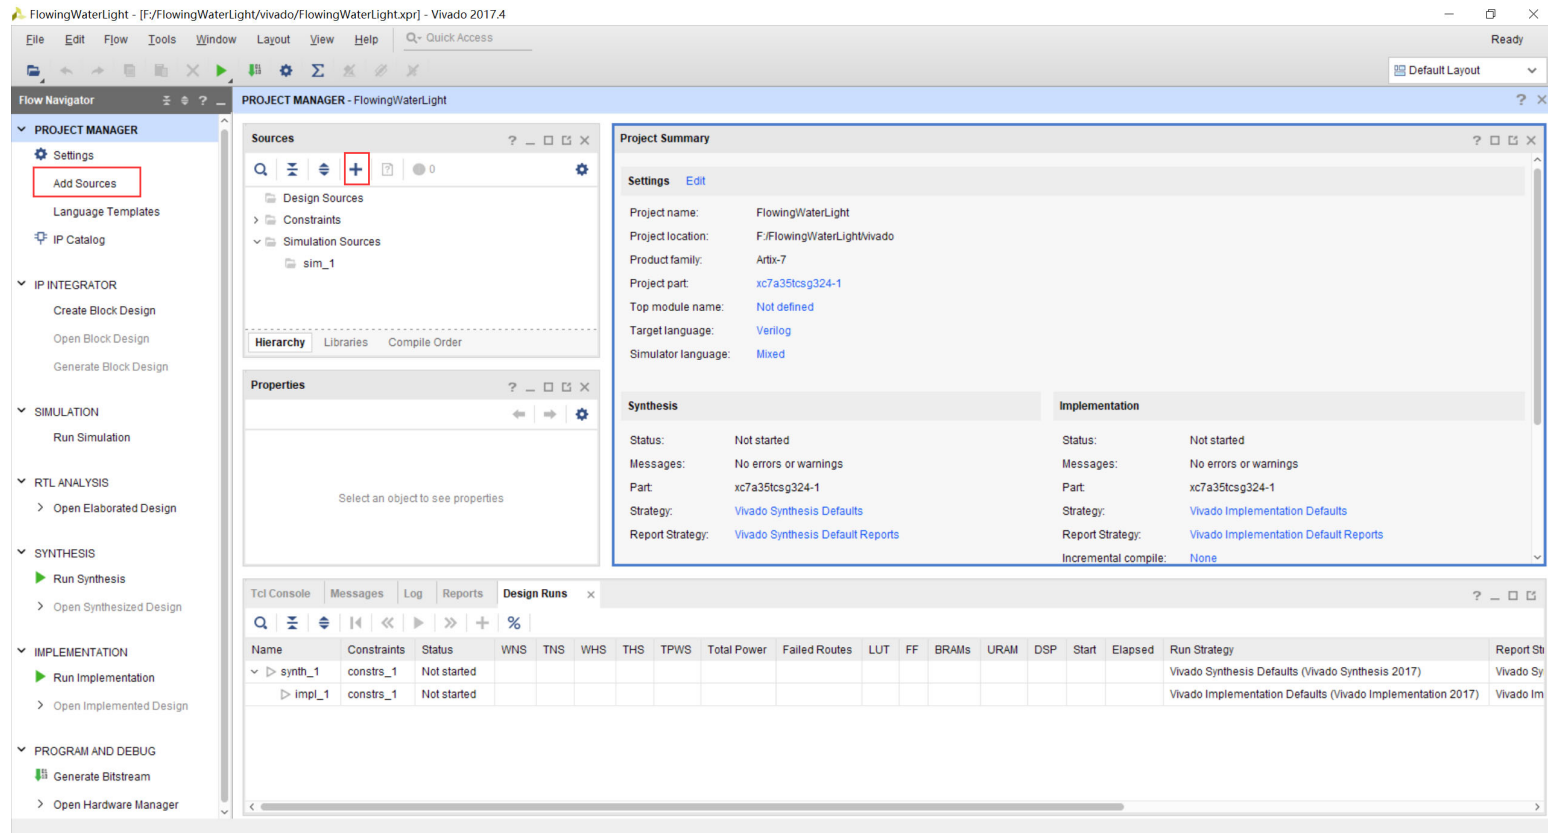 FlowingWaterLight - [F:/FlowingWaterLight/vivado/FlowingWaterLight.xpr] - Vivado 2017.4
File Edit Flow Tools Window Layout View Help Quick Access Ready
Default Layout
Flow Navigator
PROJECT MANAGER - FlowingWaterLight
PROJECT MANAGER
Settings
Add Sources
Language Templates
IP Catalog
IP INTEGRATOR
Create Block Design
Open Block Design
Generate Block Design
SIMULATION
Run Simulation
RTL ANALYSIS
Open Elaborated Design
SYNTHESIS
Run Synthesis
Open Synthesized Design
IMPLEMENTATION
Run Implementation
Open Implemented Design
PROGRAM AND DEBUG
Generate Bitstream
Open Hardware Manager
Sources
0
Design Sources
Constraints
Simulation Sources
sim_1
Hierarchy Libraries Compile Order
Properties
Select an object to see properties
Project Summary
Settings Edit
Project name: FlowingWaterLight
Project location: F:/FlowingWaterLight/vivado
Product family: Artix-7
Project part: xc7a35tcsg324-1
Top module name: Not defined
Target language: Verilog
Simulator language: Mixed
Synthesis
Status: Not started
Messages: No errors or warnings
Part: xc7a35tcsg324-1
Strategy: Vivado Synthesis Defaults
Report Strategy: Vivado Synthesis Default Reports
Implementation
Status: Not started
Messages: No errors or warnings
Part: xc7a35tcsg324-1
Strategy: Vivado Implementation Defaults
Report Strategy: Vivado Implementation Default Reports
Incremental compile: None
Tcl Console Messages Log Reports Design Runs
Name Constraints Status WNS TNS WHS THS TPWS Total Power Failed Routes LUT FF BRAMs URAM DSP Start Elapsed Run Strategy Report
synth_1 constrs_1 Not started Vivado Synthesis Defaults (Vivado Synthesis 2017) Vivado
impl_1 constrs_1 Not started Vivado Implementation Defaults (Vivado Implementation 2017) Vivado